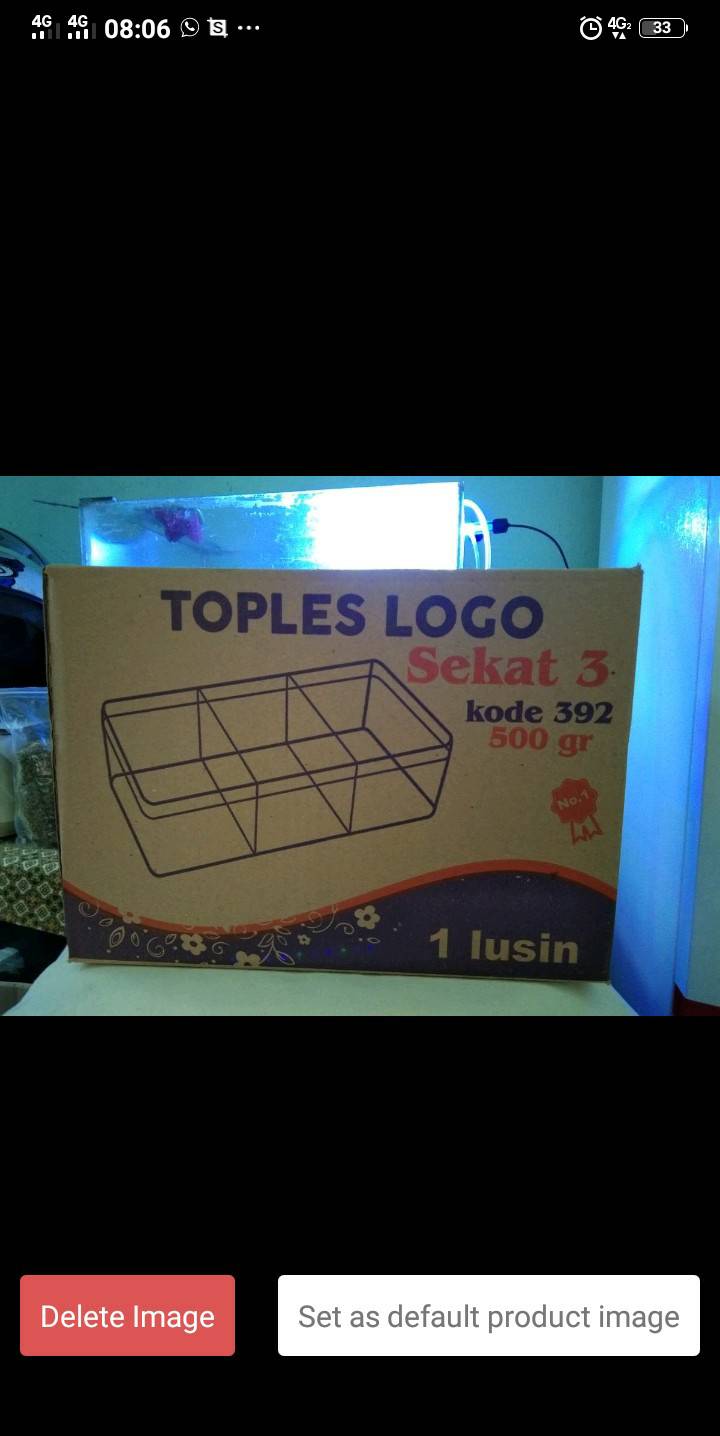 4G 4G 08:06 S ... 4G2 33
TOPLES LOGO
Sekat 3
kode 392
500 gr
No.1
1 lusin
Delete Image
Set as default product image